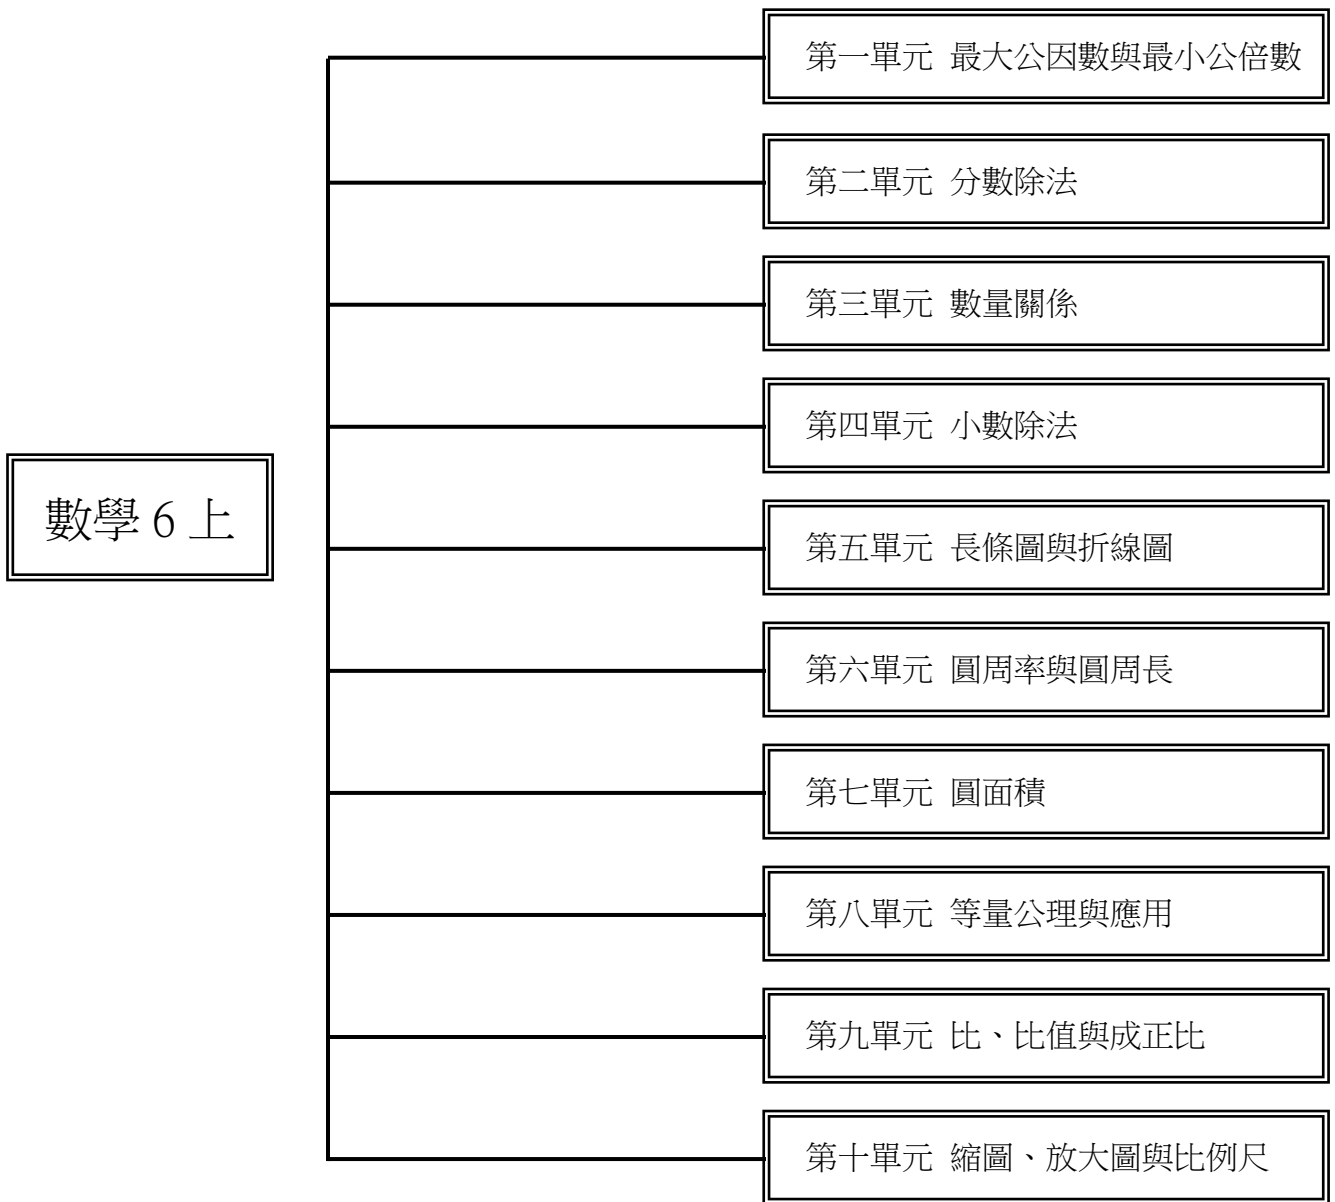 第一單元 最大公因數與最小公倍數
第二單元 分數除法
第三單元 數量關係
第四單元 小數除法
數學 6 上
第五單元 長條圖與折線圖
第六單元 圓周率與圓周長
第七單元 圓面積
第八單元 等量公理與應用
第九單元 比、比值與成正比
第十單元 縮圖、放大圖與比例尺